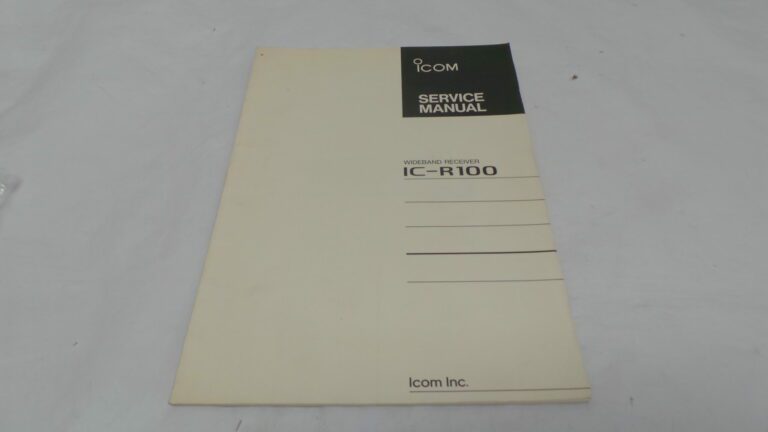 ICOM
SERVICE
MANUAL
WIDEBAND RECEIVER
IC-R100
Icom Inc.